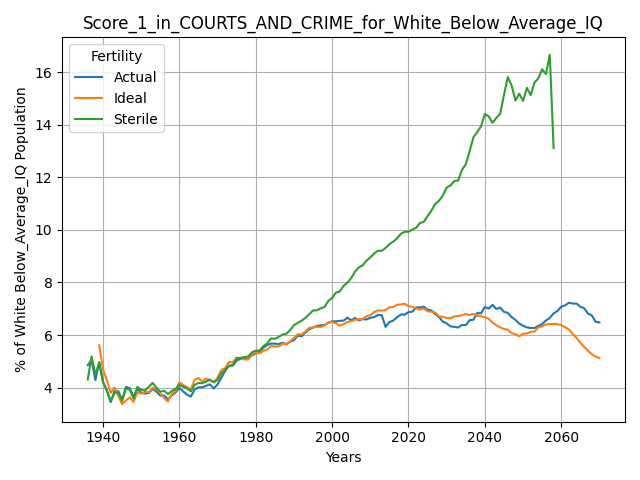 Score_1_in_COURTS_AND_CRIME_for_White_Below_Average_IQ
Fertility
Actual
Ideal
Sterile
% of White Below_Average_IQ Population
16
14
12
10
8
6
4
1940 1960 1980 2000 2020 2040 2060
Years